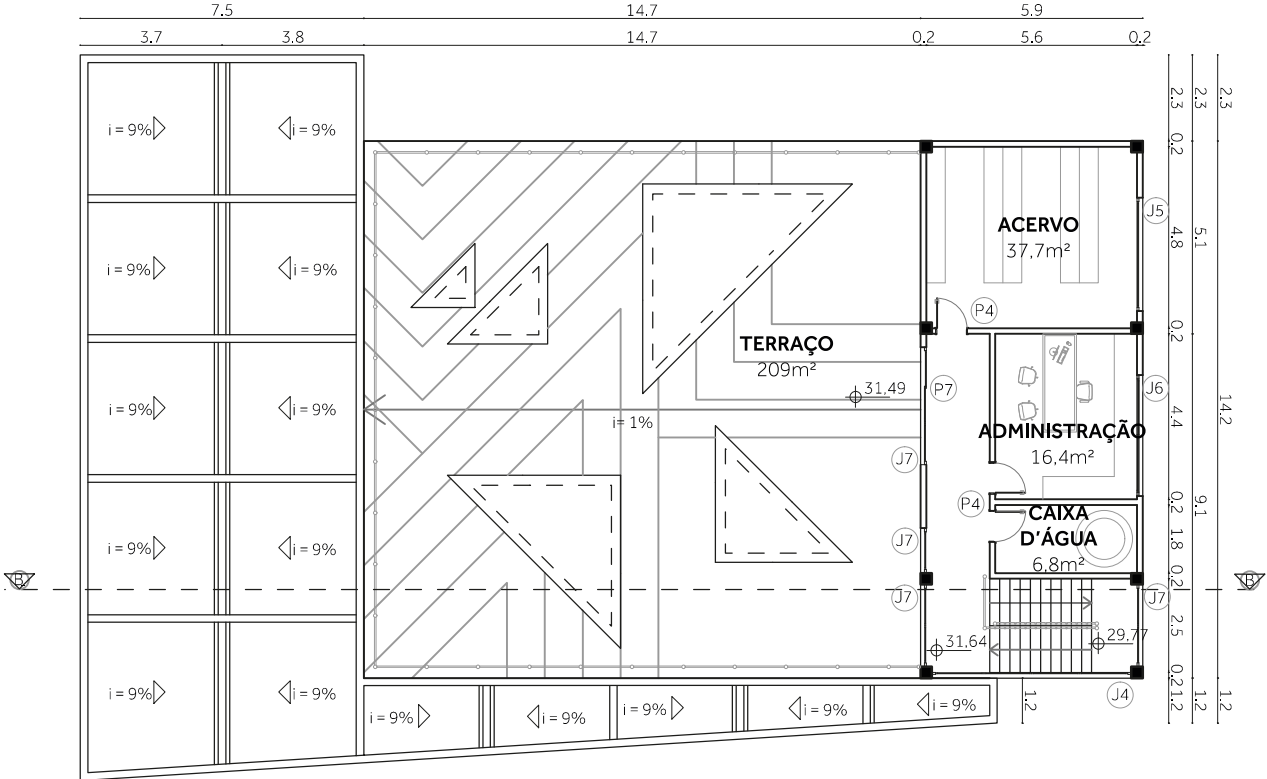 7.5 14.7 5.9
3.7 3.8 14.7 0.2 5.6 0.2
2.3 2.3 2.3
i = 9% i = 9%
0.2
J5
ACERVO
37,7m²
4.8 5.1
i = 9% i = 9%
P4
0.2
TERRAÇO
209m²
31,49
P7
J6
i = 9% i = 9%
i= 1%
14.2
4.4
ADMINISTRAÇÃO
16,4m²
J7
P4
0.2 9.1
CAIXA
D'ÁGUA
6,8m²
i = 9% i = 9%
J7
1.8
0.2
B B
J7 J7
2.5
31,64 29,77
0.2
i = 9% i = 9%
J4
1.2 1.2 1.2 1.2
i = 9% i = 9% i = 9% i = 9% i = 9%